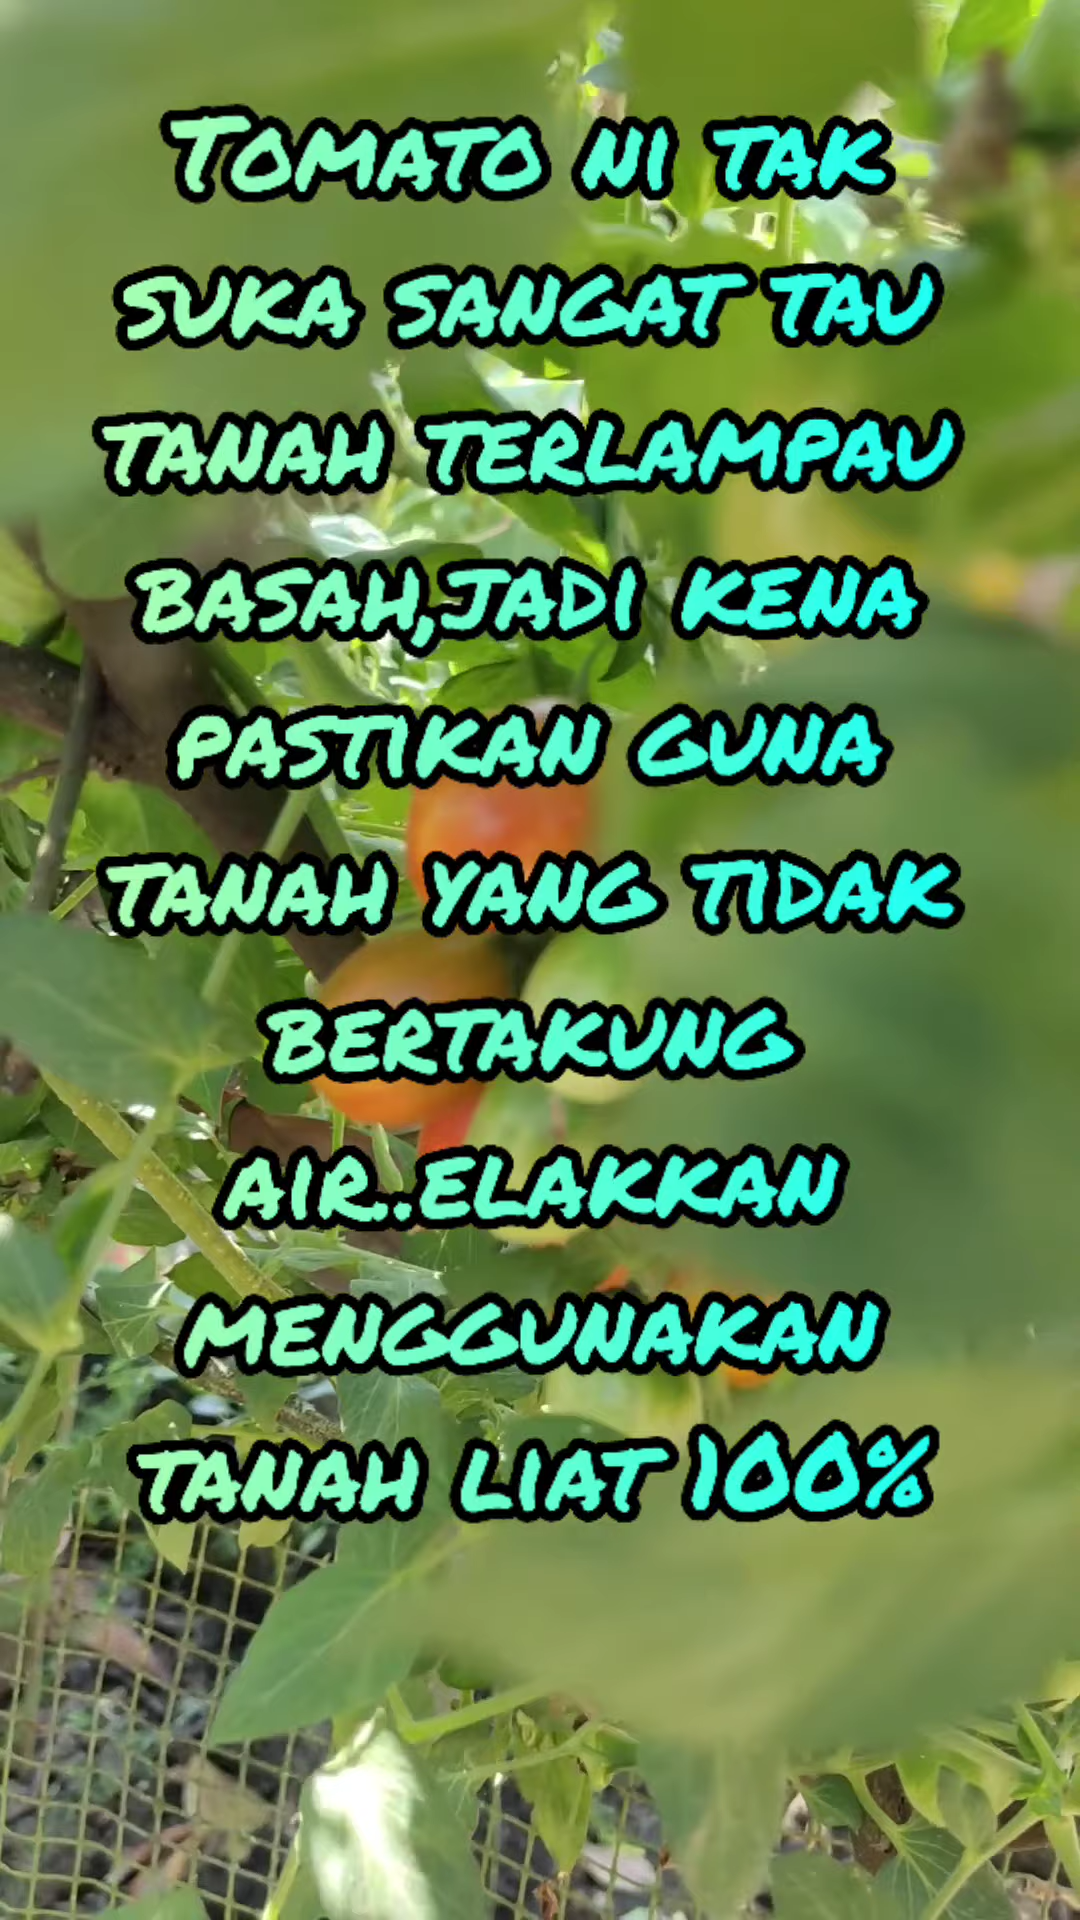 Tomato ni tak
suka sangat tau
tanah terlampau
basah,jadi kena
pastikan guna
tanah yang tidak
bertakung
air..elakkan
menggunakan
tanah liat 100%